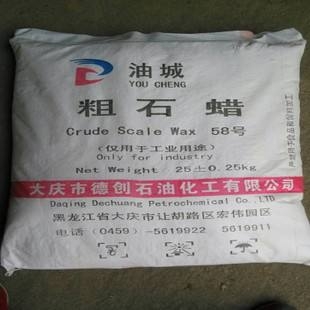 油城
YOU CHENG
粗石蜡
Crude Scale Wax 58号
(仅用于工业用途)
Only for industry
Net Weight: 25±0.25kg
大庆市德创石油化工有限公司
Daqing Dechuang Petrochemical Co.,LTD
黑龙江省大庆市让胡路区宏伟园区
电话 (0459) -5619922 5619911